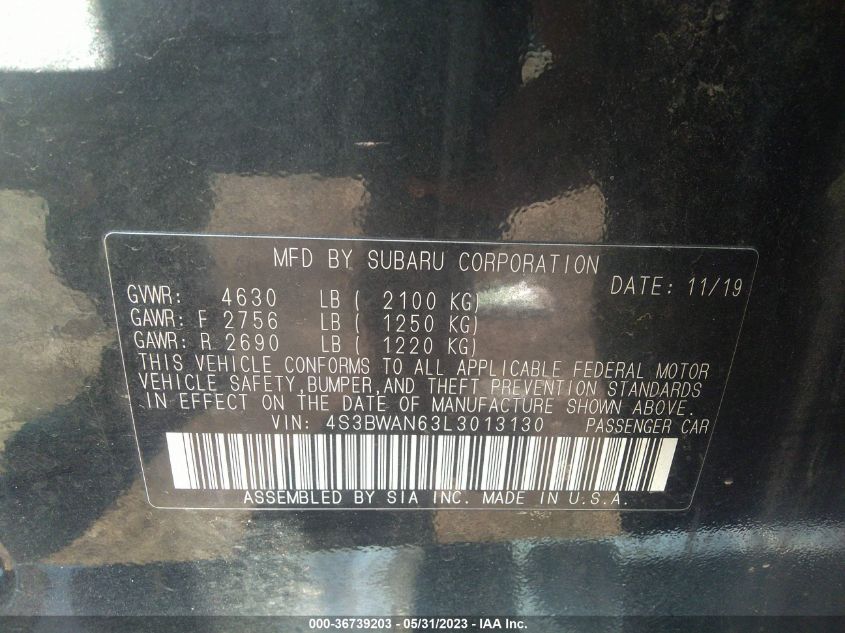 MFD BY SUBARU CORPORATION
DATE: 11/19
GVWR: 4630 LB ( 2100 KG)
GAWR: F 2756 LB ( 1250 KG)
GAWR: R 2690 LB ( 1220 KG)
THIS VEHICLE CONFORMS TO ALL APPLICABLE FEDERAL MOTOR
VEHICLE SAFETY,BUMPER,AND THEFT PREVENTION STANDARDS
IN EFFECT ON THE DATE OF MANUFACTURE SHOWN ABOVE.
VIN: 4S3BWAN63L3013130 PASSENGER CAR
ASSEMBLED BY SIA INC. MADE IN U.S.A.
000-36739203 - 05/31/2023 - IAA Inc.